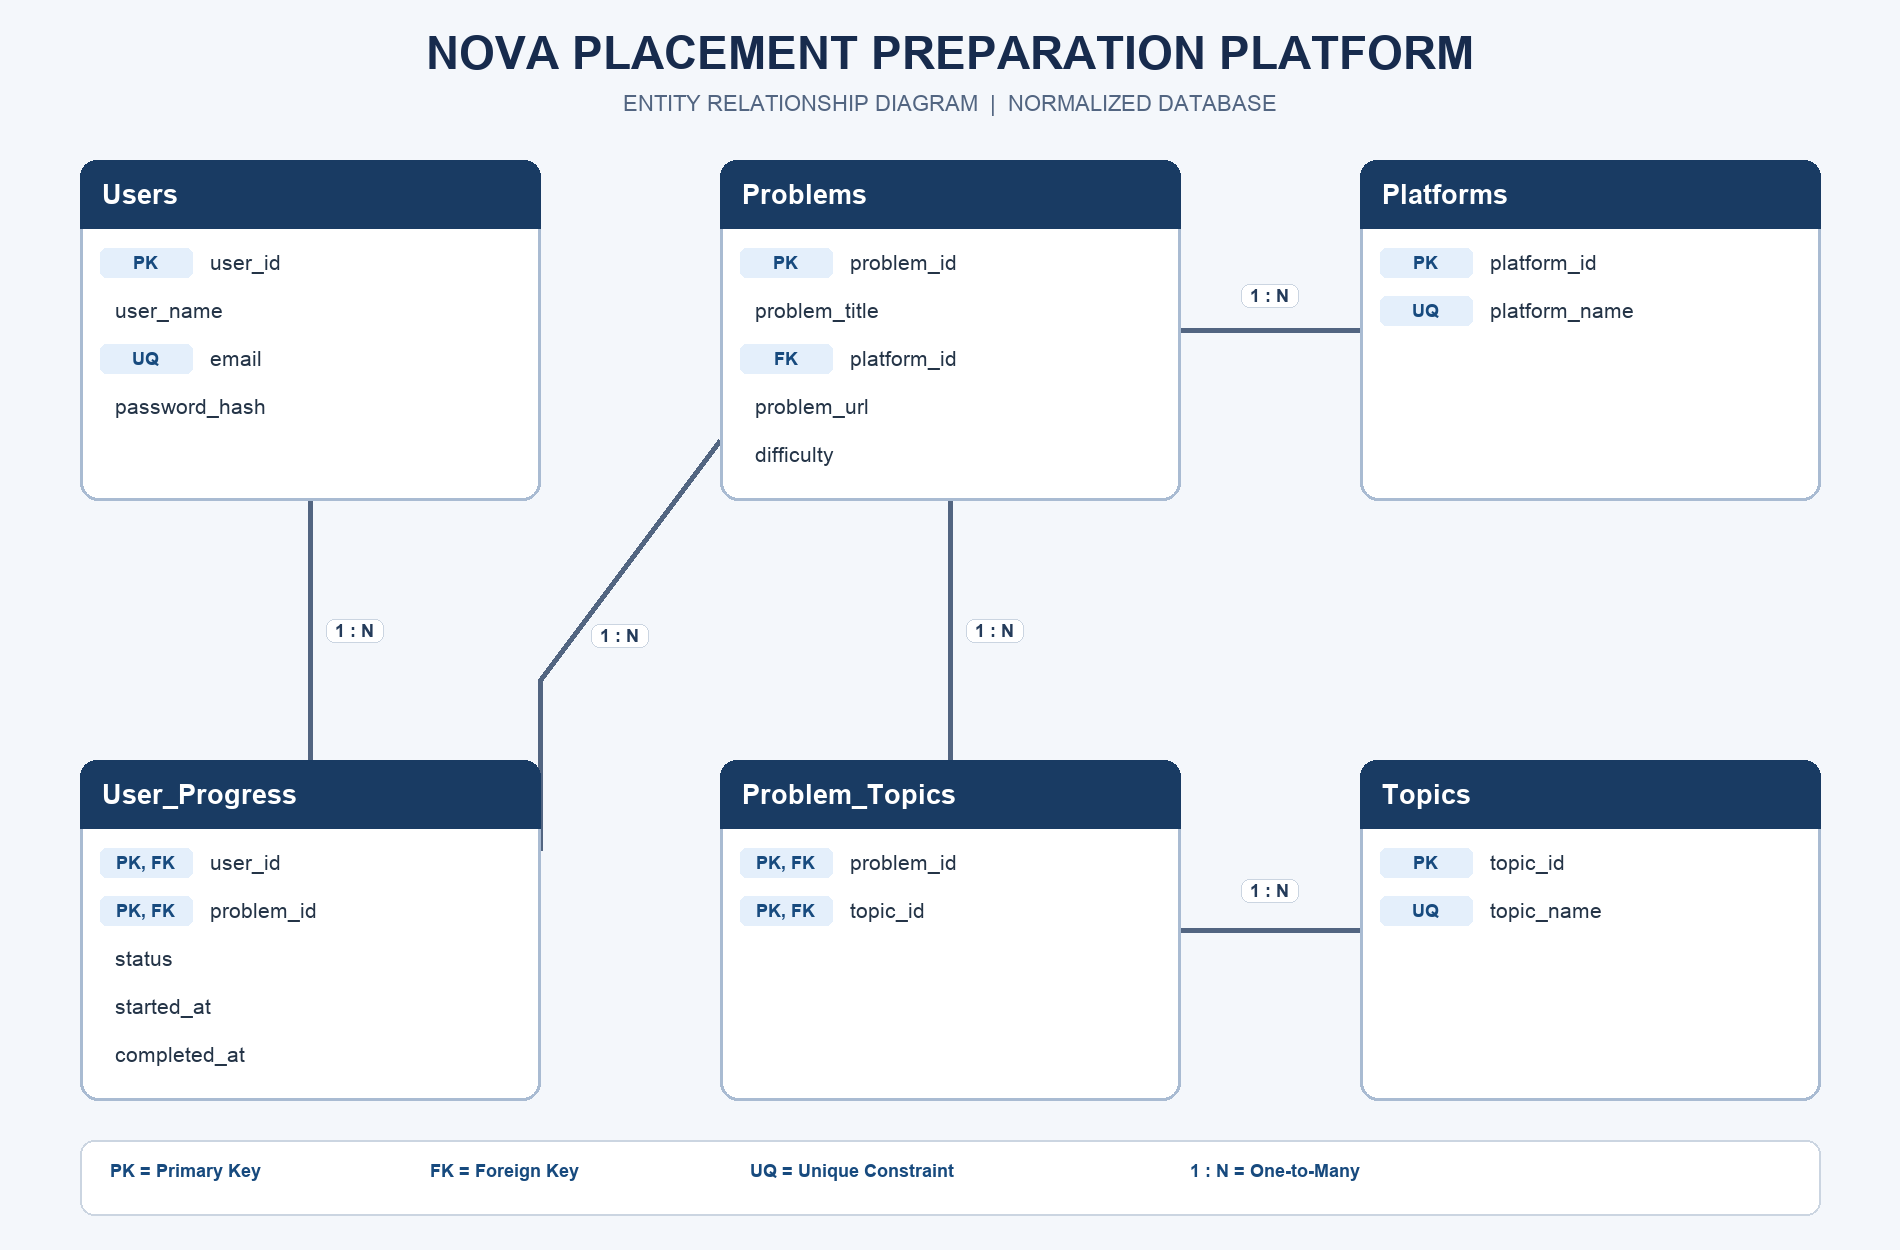 NOVA PLACEMENT PREPARATION PLATFORM
ENTITY RELATIONSHIP DIAGRAM | NORMALIZED DATABASE
Users
PK user_id
user_name
UQ email
password_hash
Problems
PK problem_id
problem_title
FK platform_id
problem_url
difficulty
1 : N
Platforms
PK platform_id
UQ platform_name
1 : N
1 : N
1 : N
User_Progress
PK, FK user_id
PK, FK problem_id
status
started_at
completed_at
Problem_Topics
PK, FK problem_id
PK, FK topic_id
1 : N
Topics
PK topic_id
UQ topic_name
PK = Primary Key
FK = Foreign Key
UQ = Unique Constraint
1 : N = One-to-Many